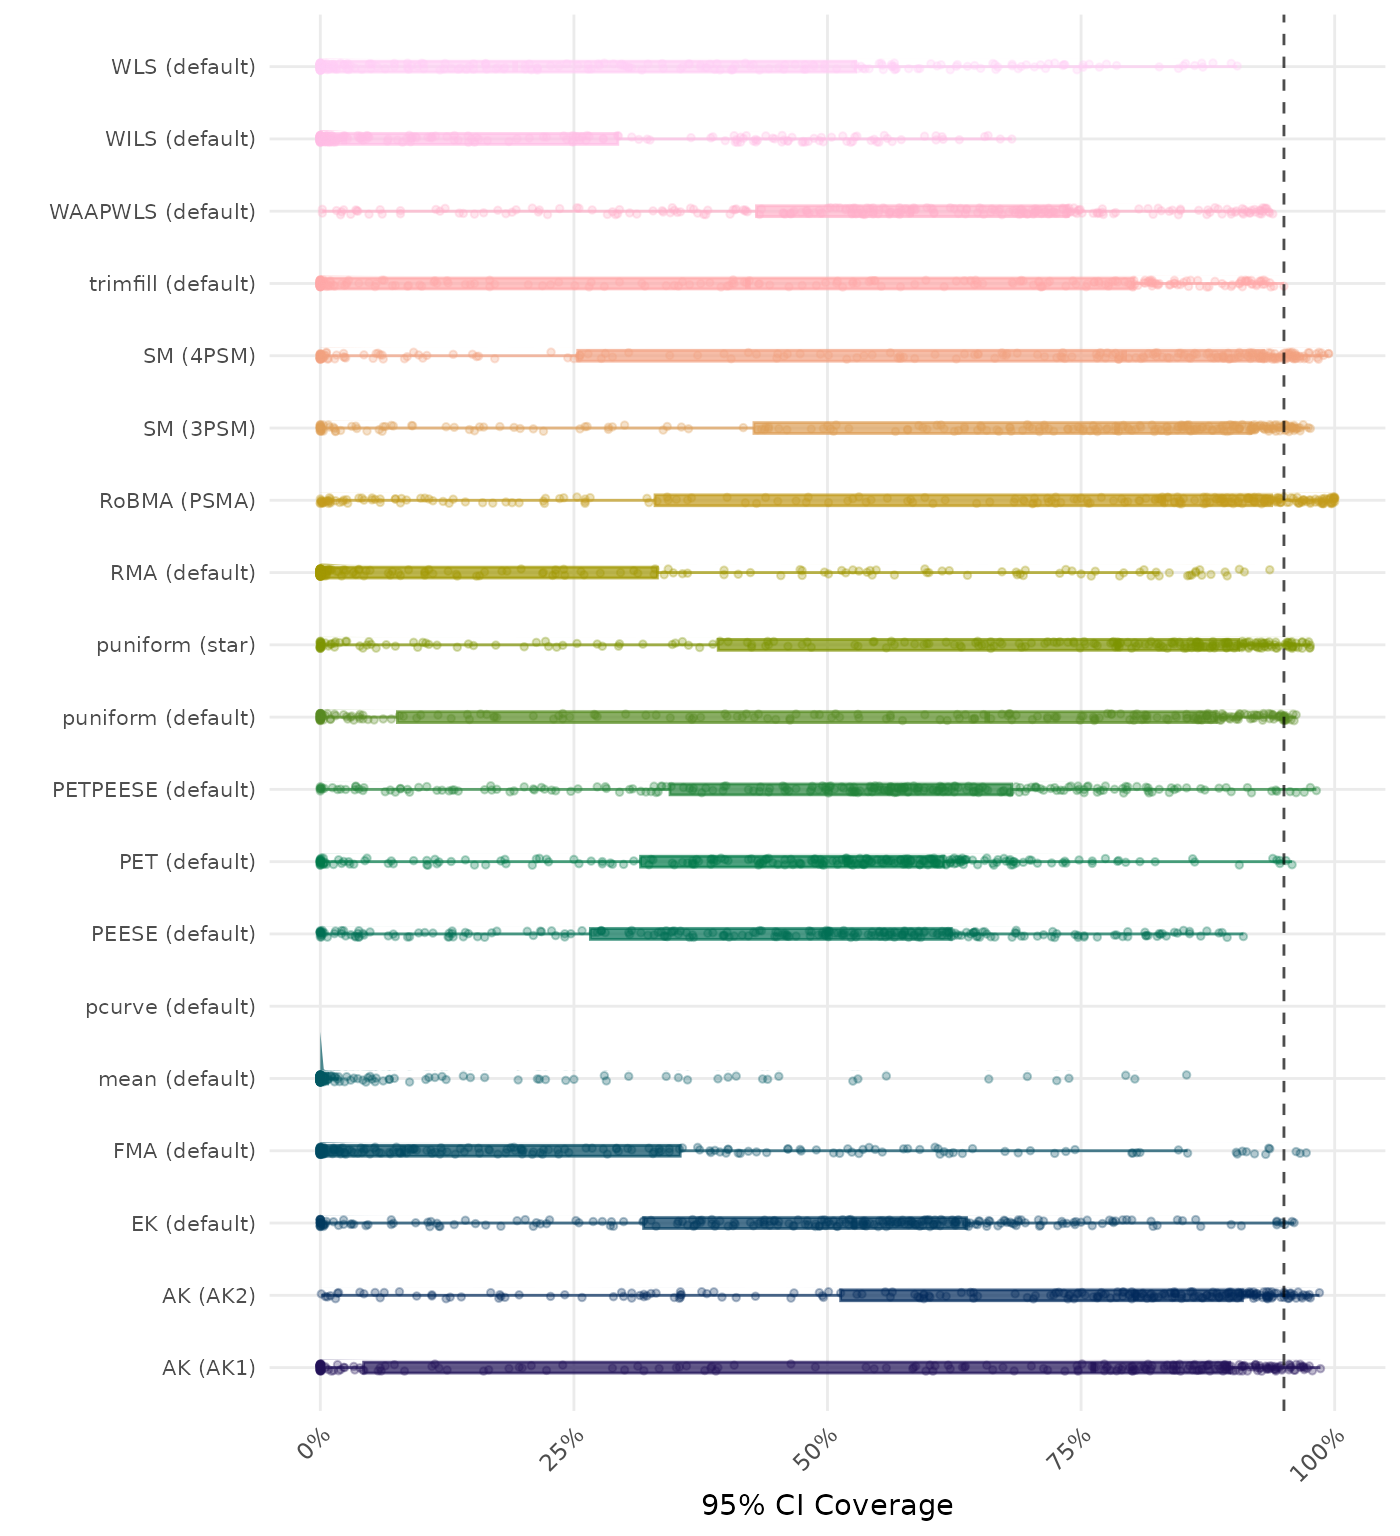 WLS (default)
WILS (default)
WAAPWLS (default)
trimfill (default)
SM (4PSM)
SM (3PSM)
RoBMA (PSMA)
RMA (default)
puniform (star)
puniform (default)
PETPEESE (default)
PET (default)
PEESE (default)
pcurve (default)
mean (default)
FMA (default)
EK (default)
AK (AK2)
AK (AK1)
0% 25% 50% 75% 100%
95% CI Coverage